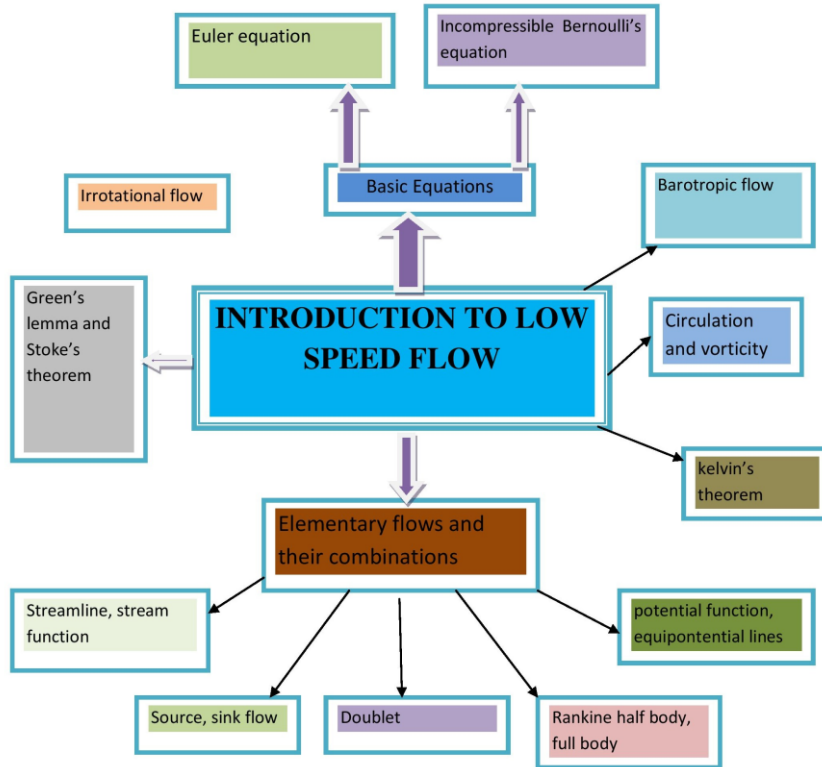 Euler equation
Incompressible Bernoulli's
equation
Basic Equations
Irrotational flow
Barotropic flow
Green's
lemma and
Stoke's
theorem
INTRODUCTION TO LOW
SPEED FLOW
Circulation
and vorticity
kelvin's
theorem
Elementary flows and
their combinations
Streamline, stream
function
potential function,
equipontential lines
Source, sink flow
Doublet
Rankine half body,
full body